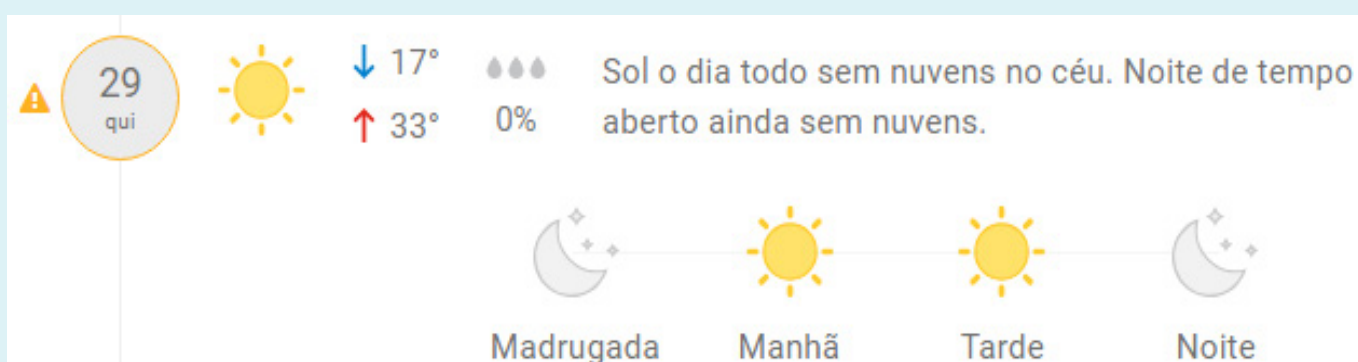 29
qui
17°
33°
0%
Sol o dia todo sem nuvens no céu. Noite de tempo
aberto ainda sem nuvens.
Madrugada Manhã Tarde Noite